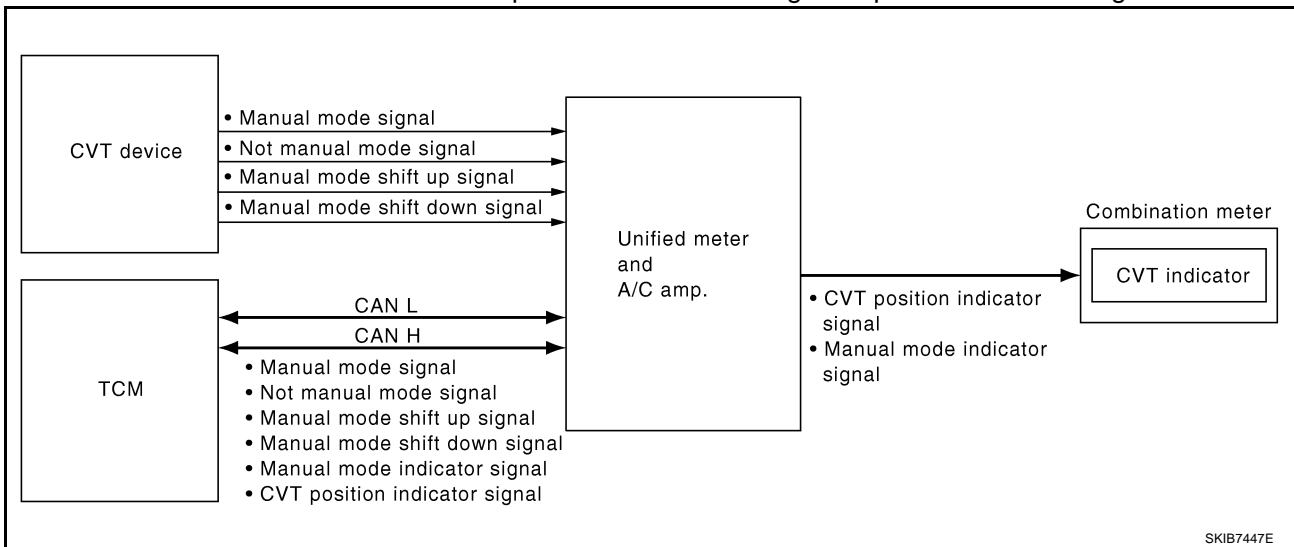 CVT device
• Manual mode signal
• Not manual mode signal
• Manual mode shift up signal
• Manual mode shift down signal
TCM
CAN L
CAN H
• Manual mode signal
• Not manual mode signal
• Manual mode shift up signal
• Manual mode shift down signal
• Manual mode indicator signal
• CVT position indicator signal
Unified meter
and
A/C amp.
• CVT position indicator
signal
• Manual mode indicator
signal
Combination meter
CVT indicator
SKIB7447E